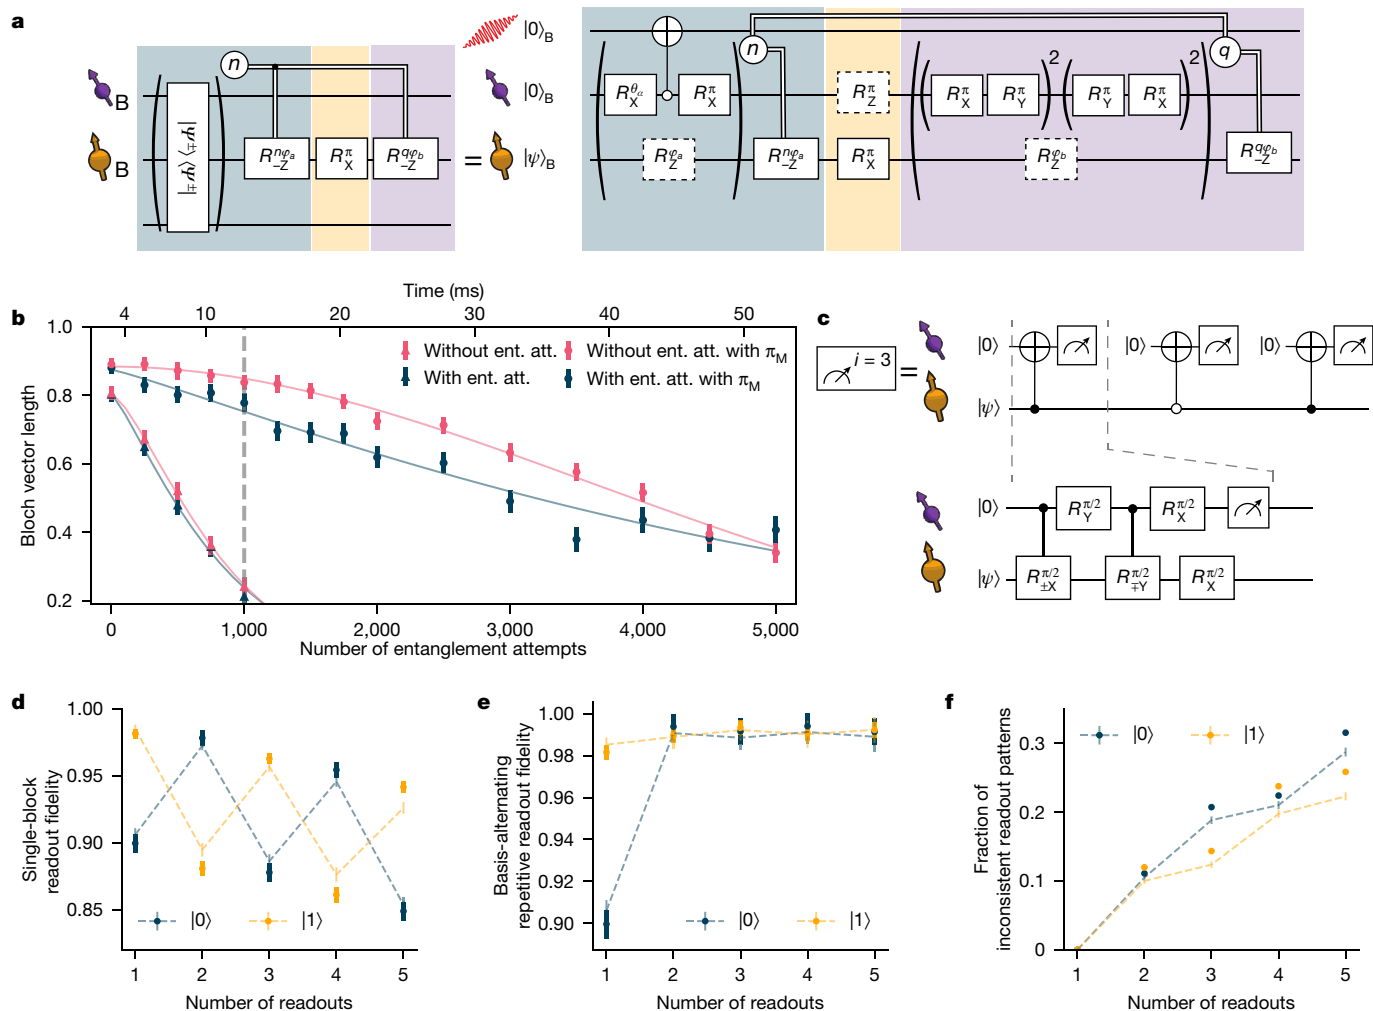 a
|0⟩B
n
q
B
|0⟩B
|Ψ∓⟩⟨Ψ∓|
R^{θα}_X
R^π_X
R^π_Z
( R^π_X R^π_Y )^2 ( R^π_Y R^π_X )^2
B
R^{nφa}_{−Z}
R^π_X
R^{qφb}_{−Z}
=
|ψ⟩B
R^{φa}_Z
R^{nφa}_{−Z}
R^π_X
R^{φb}_Z
R^{qφb}_{−Z}
n
b
Time (ms)
4 10 20 30 40 50
Bloch vector length
1.0
0.8
0.6
0.4
0.2
Without ent. att.
Without ent. att. with πM
With ent. att.
With ent. att. with πM
0 1,000 2,000 3,000 4,000 5,000
Number of entanglement attempts
c
i = 3
=
|0⟩ |0⟩ |0⟩
|ψ⟩
|0⟩ R^{π/2}_Y R^{π/2}_X
|ψ⟩ R^{π/2}_{±X} R^{π/2}_{∓Y} R^{π/2}_X
d
Single-block
readout fidelity
1.00
0.95
0.90
0.85
|0⟩ |1⟩
1 2 3 4 5
Number of readouts
e
Basis-alternating
repetitive readout fidelity
1.00
0.98
0.96
0.94
0.92
0.90
|0⟩ |1⟩
1 2 3 4 5
Number of readouts
f
Fraction of
inconsistent readout patterns
0.3
0.2
0.1
0
|0⟩ |1⟩
1 2 3 4 5
Number of readouts